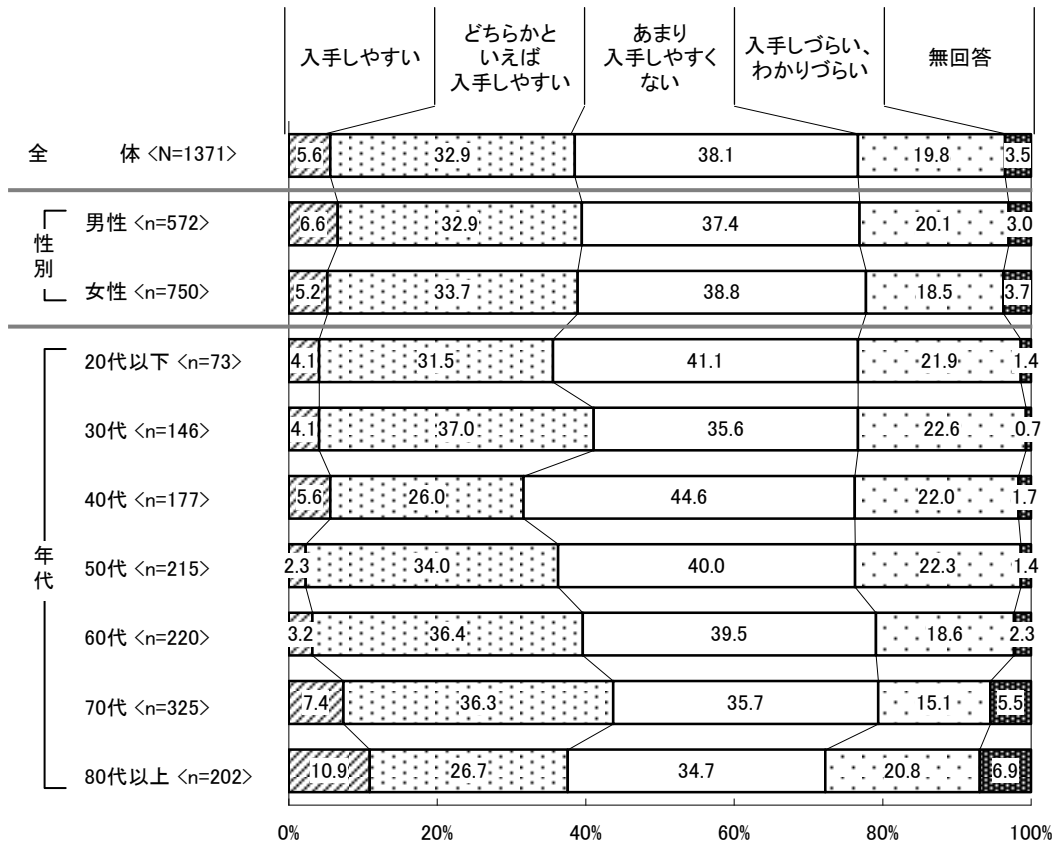 入手しやすい
どちらかと
いえば
入手しやすい
あまり
入手しやすく
ない
入手しづらい、
わかりづらい
無回答
全 体 <N=1371> 5.6 32.9 38.1 19.8 3.5
性別
男性 <n=572> 6.6 32.9 37.4 20.1 3.0
女性 <n=750> 5.2 33.7 38.8 18.5 3.7
年代
20代以下 <n=73> 4.1 31.5 41.1 21.9 1.4
30代 <n=146> 4.1 37.0 35.6 22.6 0.7
40代 <n=177> 5.6 26.0 44.6 22.0 1.7
50代 <n=215> 2.3 34.0 40.0 22.3 1.4
60代 <n=220> 3.2 36.4 39.5 18.6 2.3
70代 <n=325> 7.4 36.3 35.7 15.1 5.5
80代以上 <n=202> 10.9 26.7 34.7 20.8 6.9
0% 20% 40% 60% 80% 100%